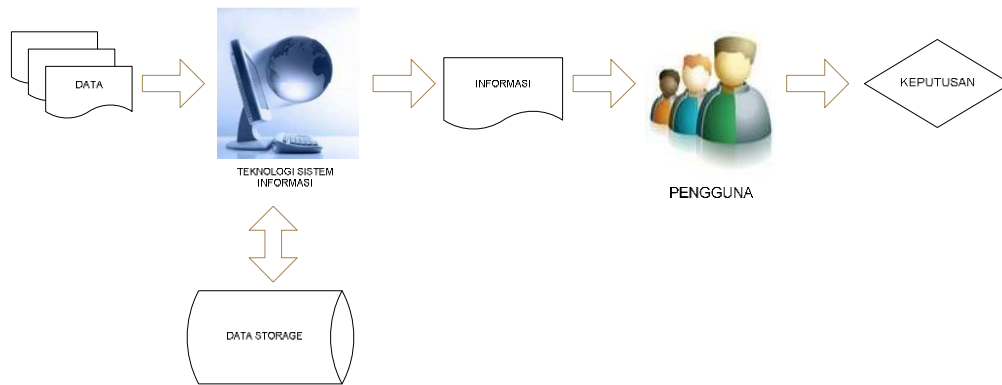 DATA
TEKNOLOGI SISTEM
INFORMASI
INFORMASI
PENGGUNA
KEPUTUSAN
DATA STORAGE